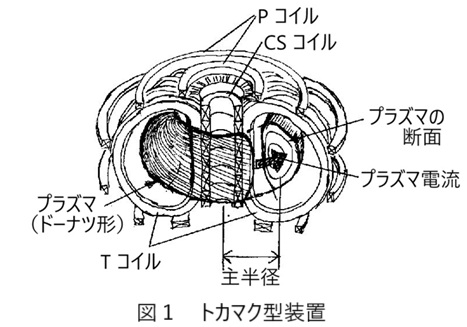 P コイル
CS コイル
プラズマの
断面
プラズマ電流
プラズマ
(ドーナツ形)
T コイル
主半径
図1 トカマク型装置